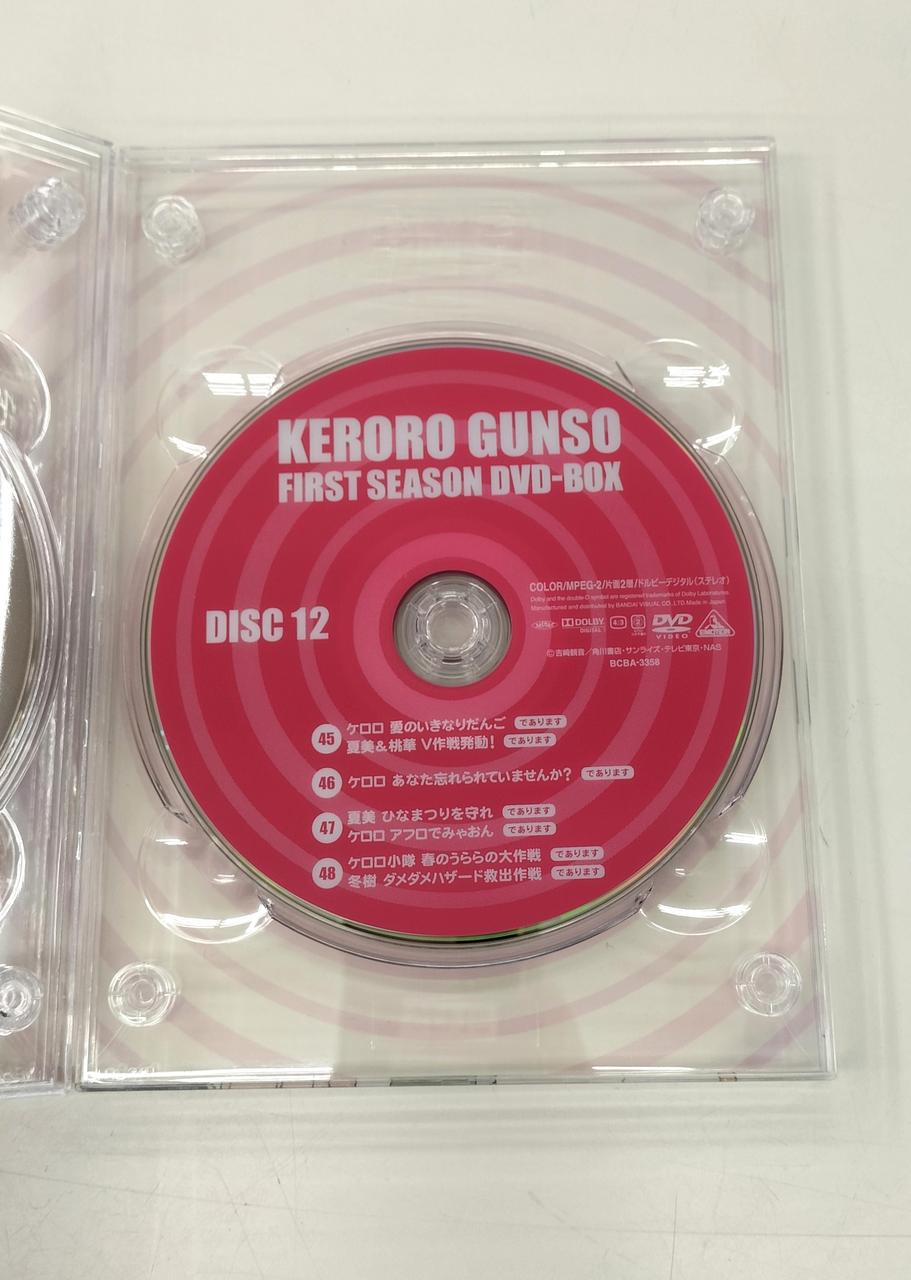 KERORO GUNSO
FIRST SEASON DVD-BOX
DISC 12
COLOR/MPEG-2/片面2層/ドルビーデジタル(ステレオ)
Dolby and the double-D symbol are registered trademarks of Dolby Laboratories.
Manufactured and distributed by BANDAI VISUAL CO.,LTD.Made in Japan.
DOLBY DIGITAL 4:3 2 DVD VIDEO EMOTION
©吉崎観音/角川書店・サンライズ・テレビ東京・NAS
BCBA-3358
45 ケロロ 愛のいきなりだんご であります
夏美&桃華 V作戦発動! であります
46 ケロロ あなた忘れられていませんか? であります
47 夏美 ひなまつりを守れ であります
ケロロ アフロでみゃおん であります
48 ケロロ小隊 春のうららの大作戦 であります
冬樹 ダメダメハザード救出作戦 であります